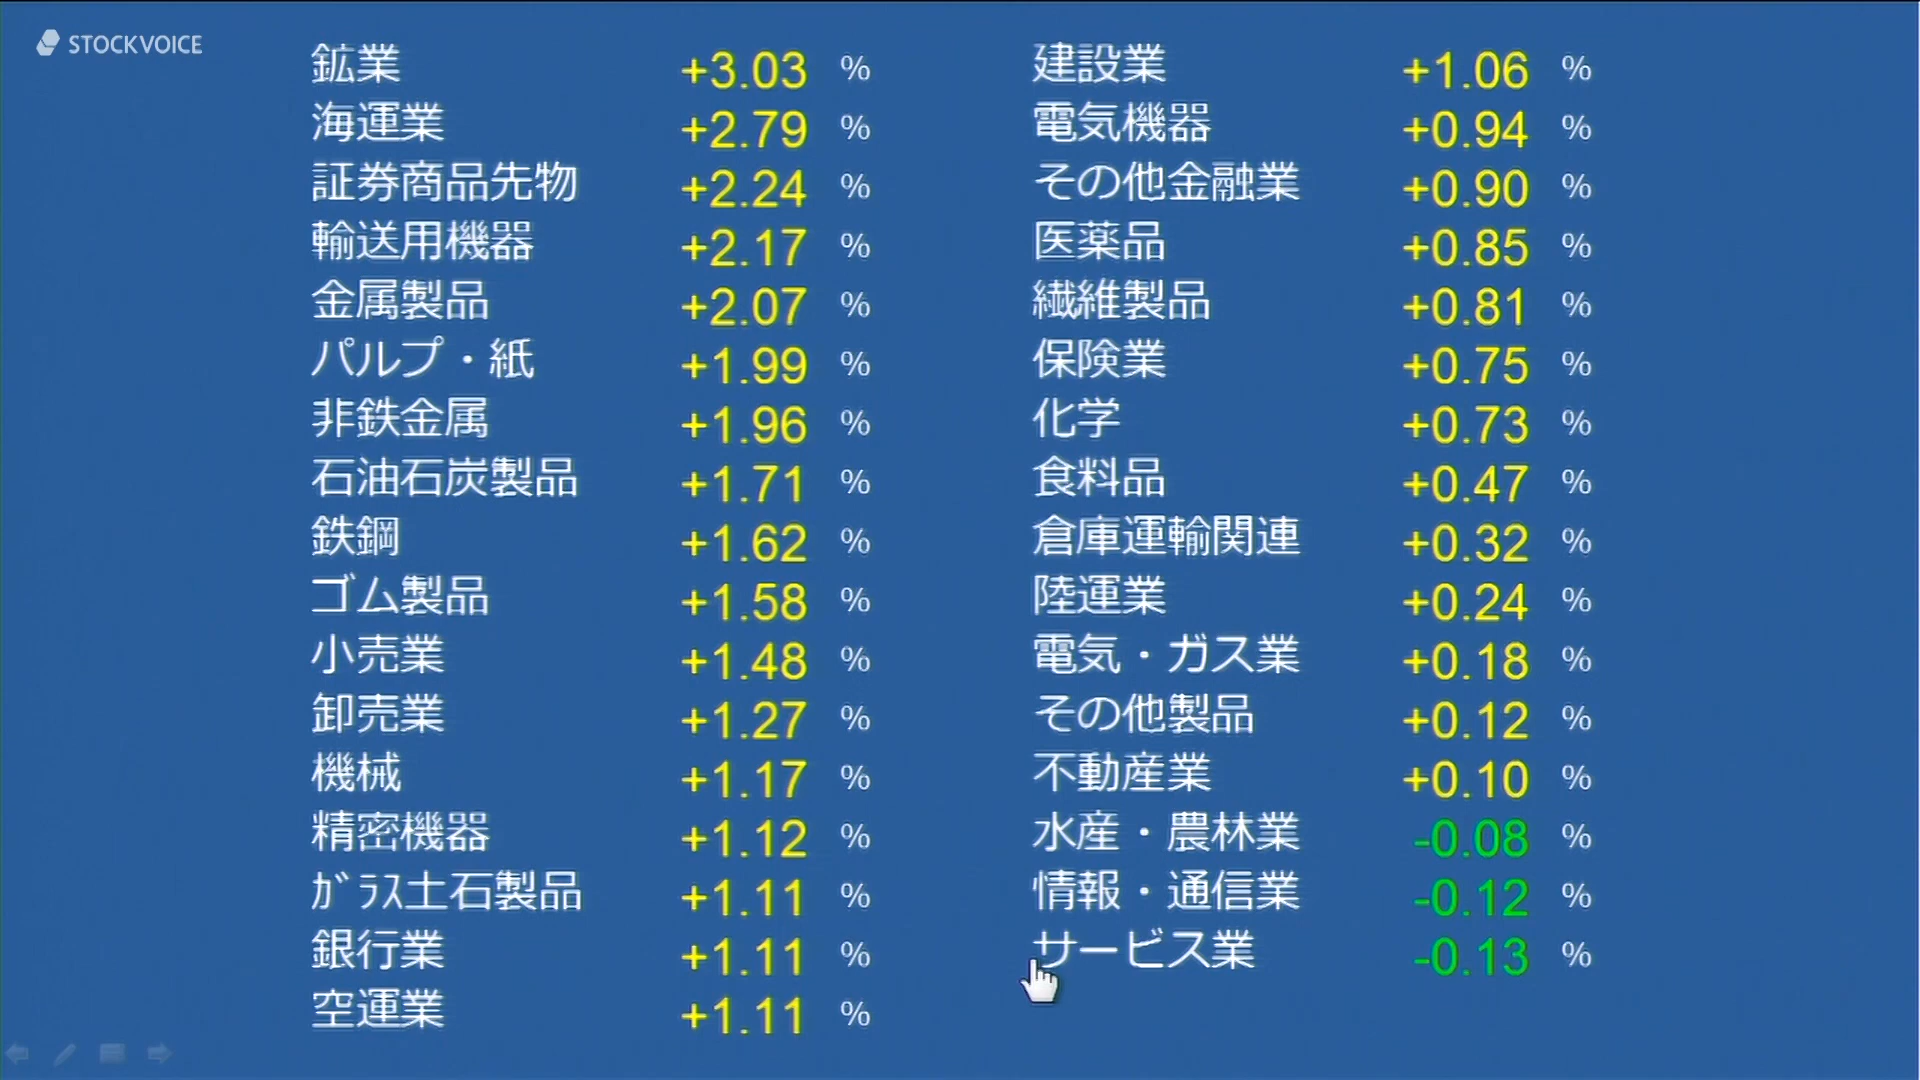 STOCKVOICE
鉱業 +3.03 %
海運業 +2.79 %
証券商品先物 +2.24 %
輸送用機器 +2.17 %
金属製品 +2.07 %
パルプ・紙 +1.99 %
非鉄金属 +1.96 %
石油石炭製品 +1.71 %
鉄鋼 +1.62 %
ゴム製品 +1.58 %
小売業 +1.48 %
卸売業 +1.27 %
機械 +1.17 %
精密機器 +1.12 %
ｶﾞﾗｽ土石製品 +1.11 %
銀行業 +1.11 %
空運業 +1.11 %
建設業 +1.06 %
電気機器 +0.94 %
その他金融業 +0.90 %
医薬品 +0.85 %
繊維製品 +0.81 %
保険業 +0.75 %
化学 +0.73 %
食料品 +0.47 %
倉庫運輸関連 +0.32 %
陸運業 +0.24 %
電気・ガス業 +0.18 %
その他製品 +0.12 %
不動産業 +0.10 %
水産・農林業 -0.08 %
情報・通信業 -0.12 %
サービス業 -0.13 %